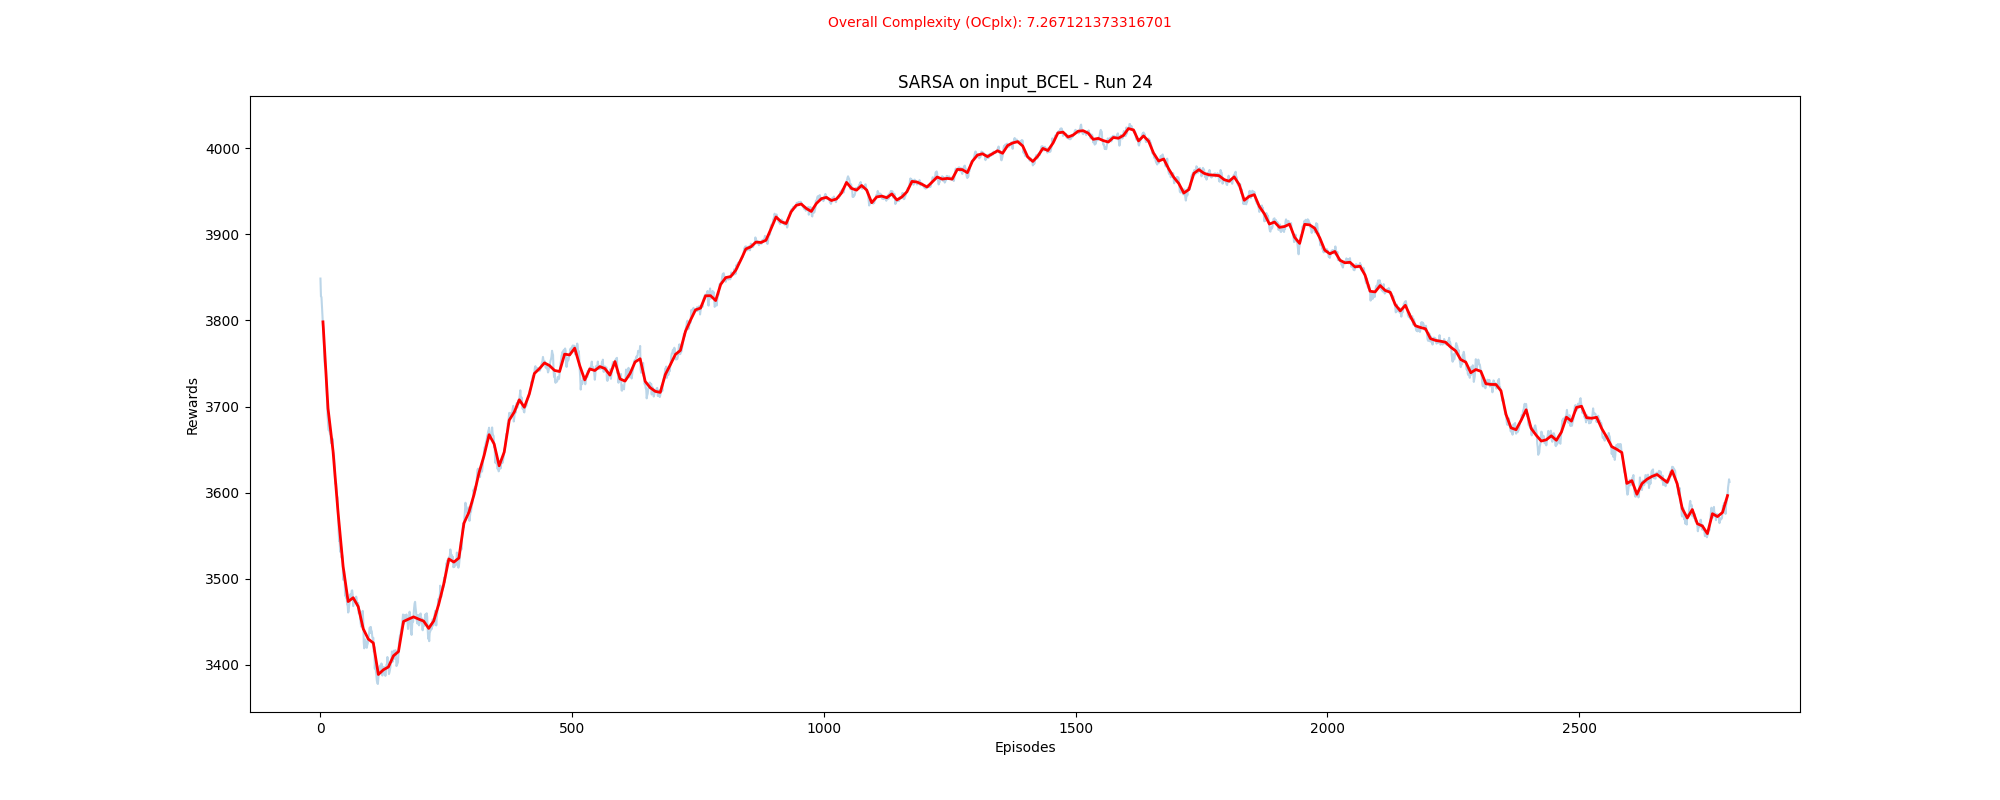 Overall Complexity (OCplx): 7.267121373316701
SARSA on input_BCEL - Run 24
4000
3900
3800
3700
3600
3500
3400
Rewards
0 500 1000 1500 2000 2500
Episodes